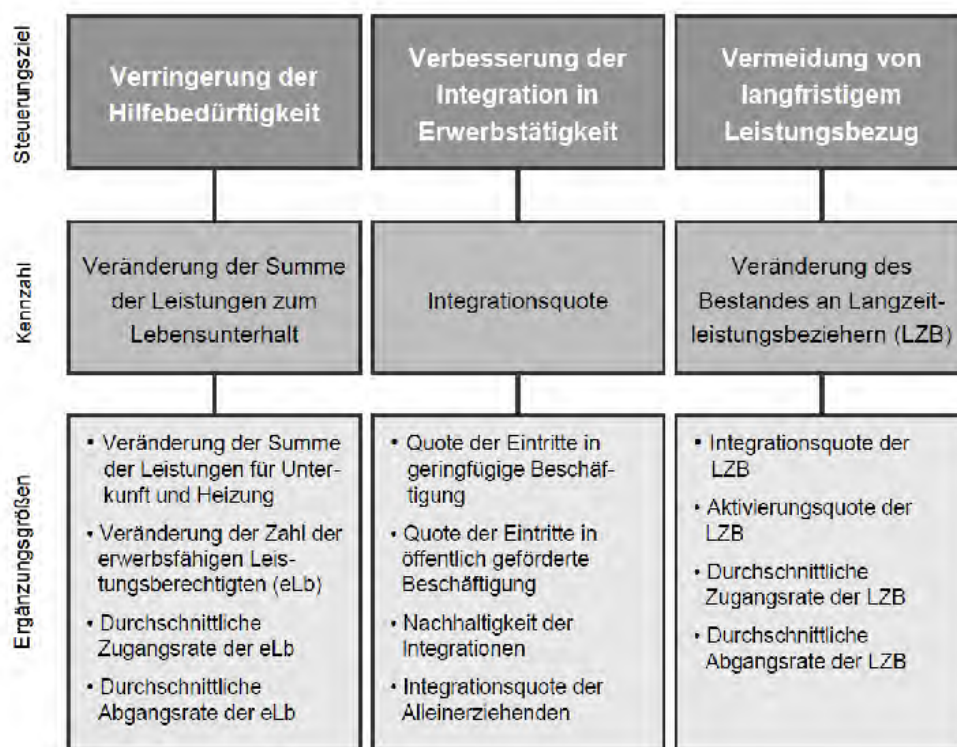 Steuerungsziel
Verringerung der
Hilfebedürftigkeit
Verbesserung der
Integration in
Erwerbstätigkeit
Vermeidung von
langfristigem
Leistungsbezug
Kennzahl
Veränderung der Summe
der Leistungen zum
Lebensunterhalt
Integrationsquote
Veränderung des
Bestandes an Langzeit-
leistungsbeziehern (LZB)
Ergänzungsgrößen
• Veränderung der Summe
der Leistungen für Unter-
kunft und Heizung
• Veränderung der Zahl der
erwerbsfähigen Leis-
tungsberechtigten (eLb)
• Durchschnittliche
Zugangsrate der eLb
• Durchschnittliche
Abgangsrate der eLb
• Quote der Eintritte in
geringfügige Beschäf-
tigung
• Quote der Eintritte in
öffentlich geförderte
Beschäftigung
• Nachhaltigkeit der
Integrationen
• Integrationsquote der
Alleinerziehenden
• Integrationsquote der
LZB
• Aktivierungsquote der
LZB
• Durchschnittliche
Zugangsrate der LZB
• Durchschnittliche
Abgangsrate der LZB